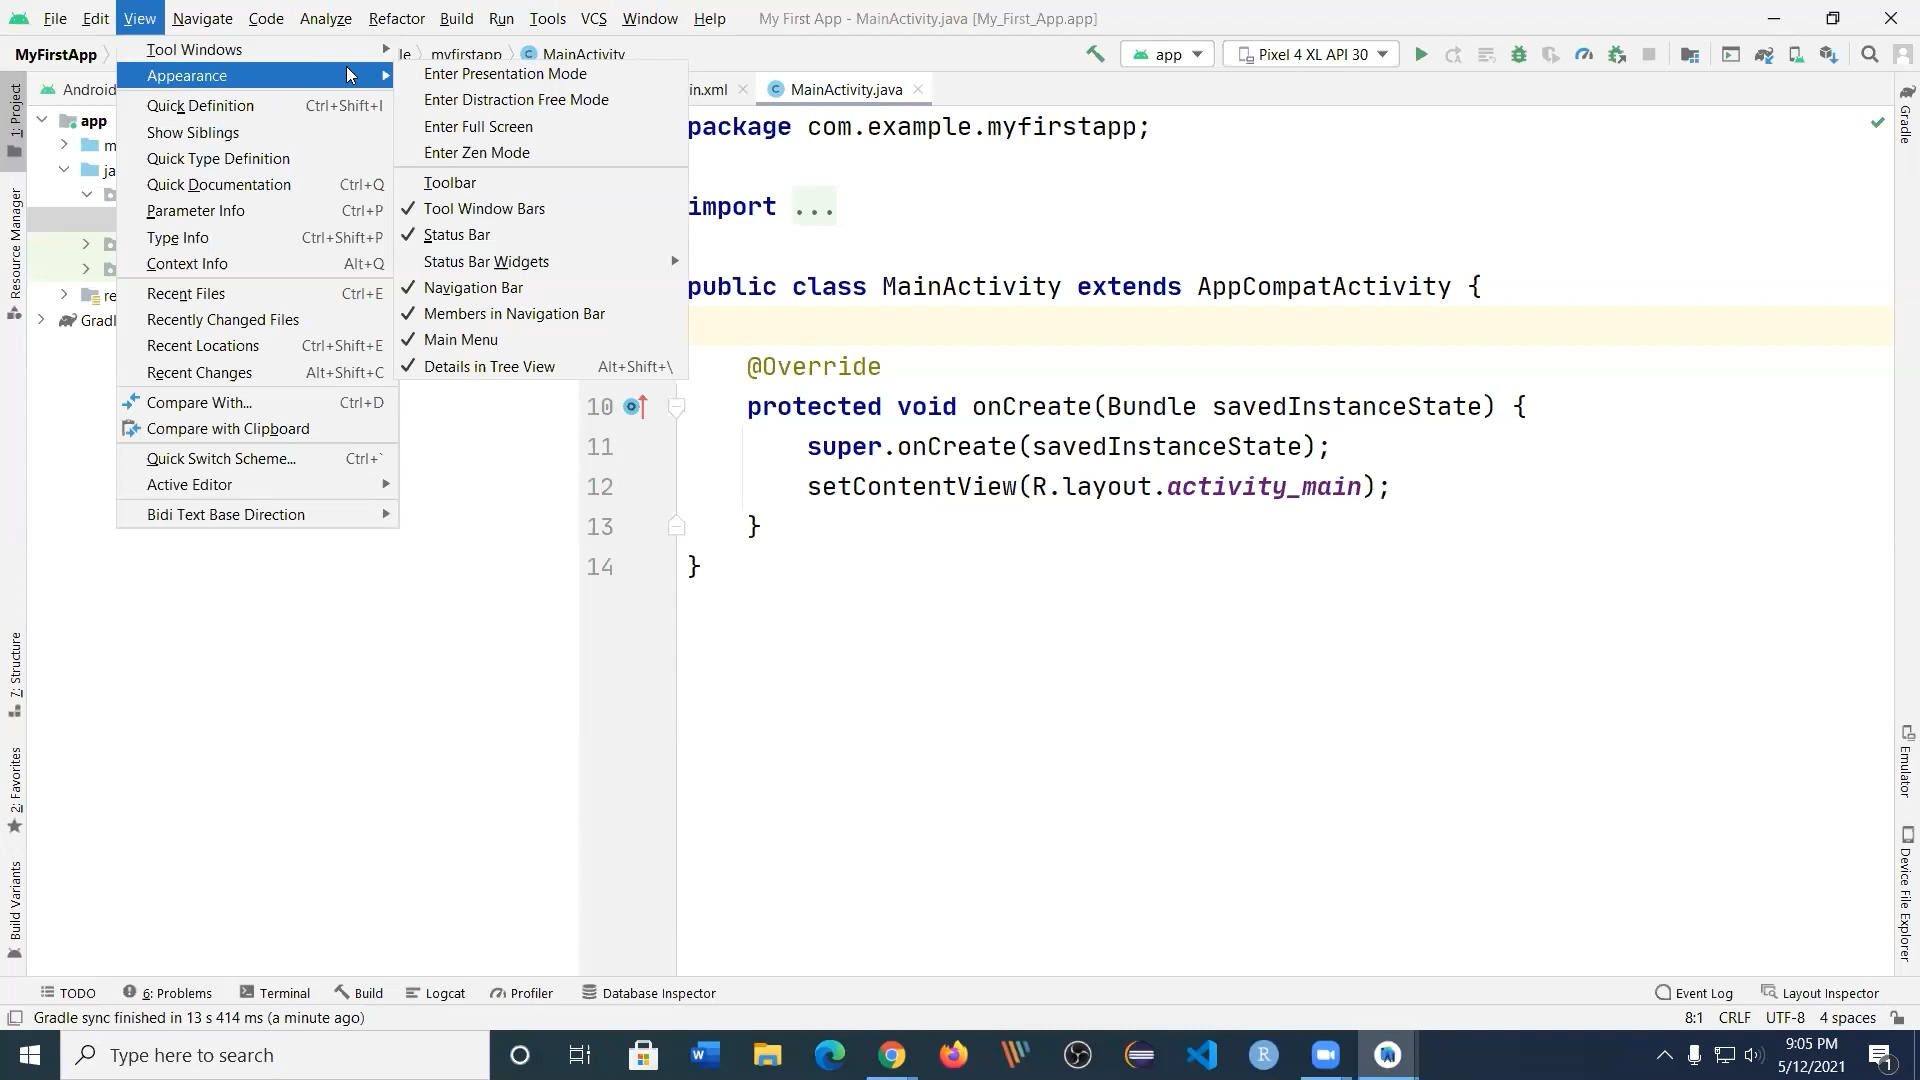 File Edit View Navigate Code Analyze Refactor Build Run Tools VCS Window Help My First App - MainActivity.java [My_First_App.app]
MyFirstApp le myfirstapp MainActivity app Pixel 4 XL API 30
Tool Windows
Appearance
Quick Definition Ctrl+Shift+I
Show Siblings
Quick Type Definition
Quick Documentation Ctrl+Q
Parameter Info Ctrl+P
Type Info Ctrl+Shift+P
Context Info Alt+Q
Recent Files Ctrl+E
Recently Changed Files
Recent Locations Ctrl+Shift+E
Recent Changes Alt+Shift+C
Compare With... Ctrl+D
Compare with Clipboard
Quick Switch Scheme... Ctrl+`
Active Editor
Bidi Text Base Direction
Enter Presentation Mode
Enter Distraction Free Mode
Enter Full Screen
Enter Zen Mode
Toolbar
Tool Window Bars
Status Bar
Status Bar Widgets
Navigation Bar
Members in Navigation Bar
Main Menu
Details in Tree View Alt+Shift+\
1: Project
Resource Manager
7: Structure
2: Favorites
Build Variants
Android
app
m
ja
re
Gradl
in.xml MainActivity.java
package com.example.myfirstapp;
import ...
public class MainActivity extends AppCompatActivity {
@Override
10 protected void onCreate(Bundle savedInstanceState) {
11 super.onCreate(savedInstanceState);
12 setContentView(R.layout.activity_main);
13 }
14 }
Gradle
Emulator
Device File Explorer
TODO 6: Problems Terminal Build Logcat Profiler Database Inspector Event Log Layout Inspector
Gradle sync finished in 13 s 414 ms (a minute ago) 8:1 CRLF UTF-8 4 spaces
Type here to search
9:05 PM
5/12/2021
1